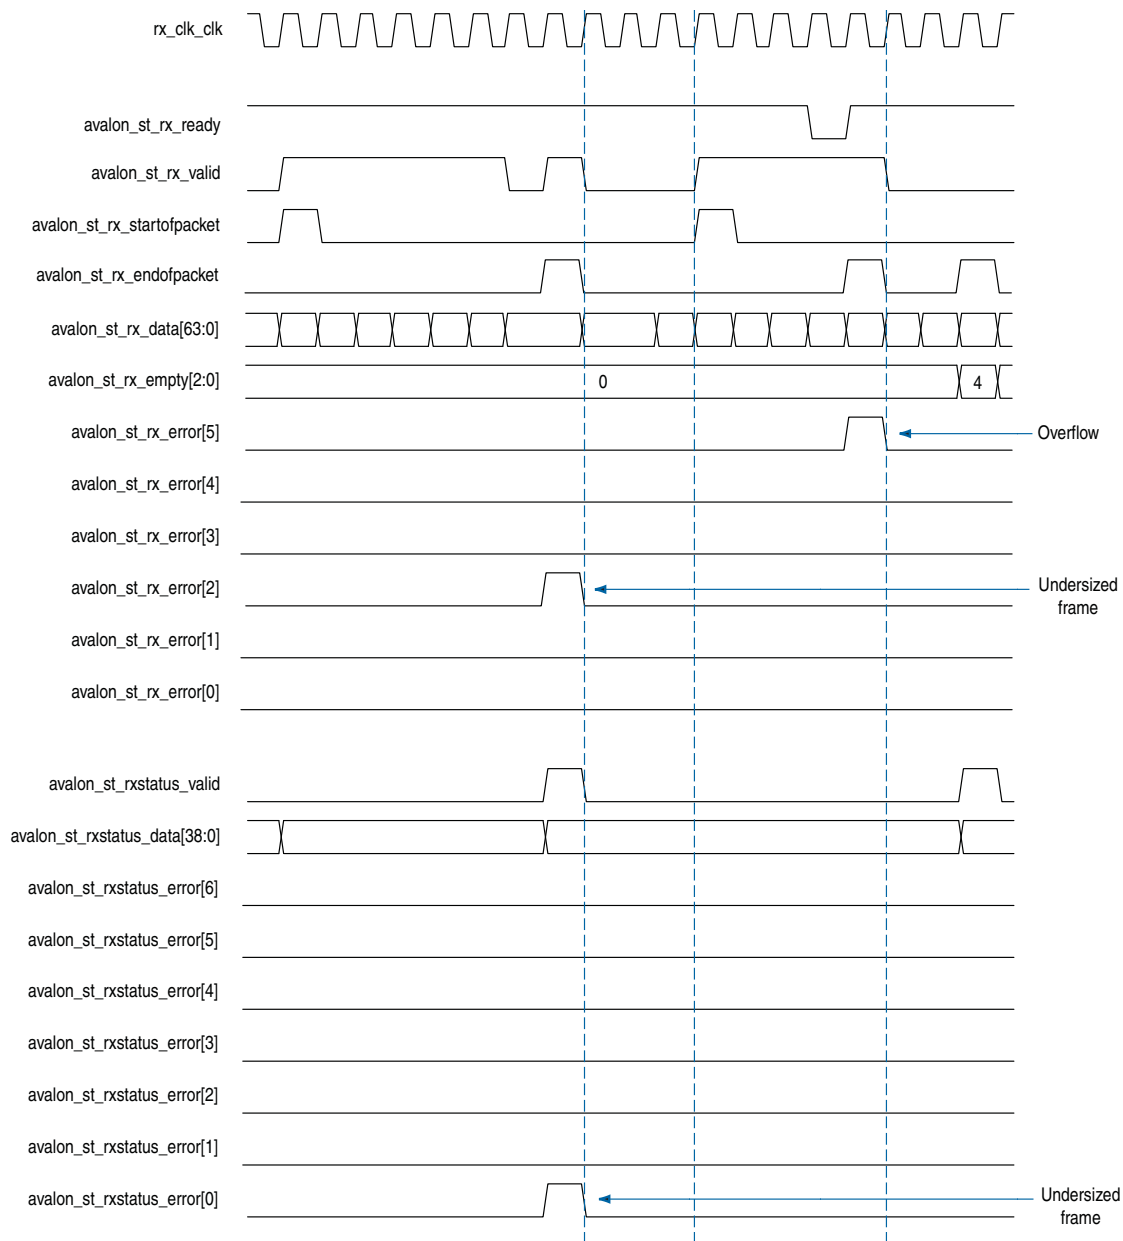 rx_clk_clk
avalon_st_rx_ready
avalon_st_rx_valid
avalon_st_rx_startofpacket
avalon_st_rx_endofpacket
avalon_st_rx_data[63:0]
avalon_st_rx_empty[2:0]
0
4
avalon_st_rx_error[5]
Overflow
avalon_st_rx_error[4]
avalon_st_rx_error[3]
avalon_st_rx_error[2]
Undersized
frame
avalon_st_rx_error[1]
avalon_st_rx_error[0]
avalon_st_rxstatus_valid
avalon_st_rxstatus_data[38:0]
avalon_st_rxstatus_error[6]
avalon_st_rxstatus_error[5]
avalon_st_rxstatus_error[4]
avalon_st_rxstatus_error[3]
avalon_st_rxstatus_error[2]
avalon_st_rxstatus_error[1]
avalon_st_rxstatus_error[0]
Undersized
frame